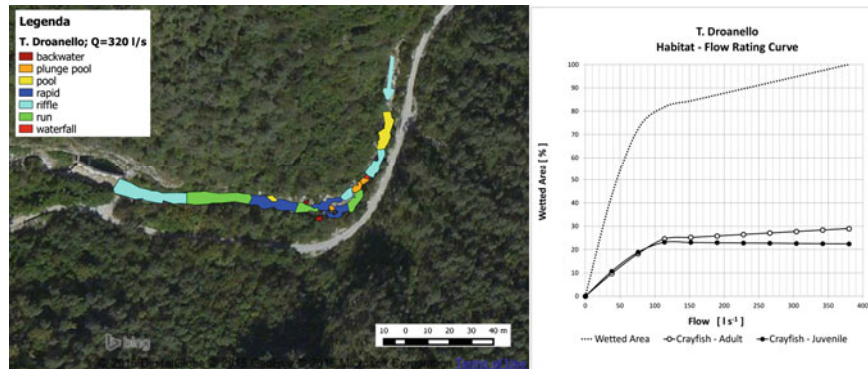 Legenda
T. Droanello; Q=320 l/s
backwater
plunge pool
pool
rapid
riffle
run
waterfall
bing
10 0 10 20 30 40 m
T. Droanello
Habitat - Flow Rating Curve
Wetted Area [ % ]
100
90
80
70
60
50
40
30
20
10
0
0 50 100 150 200 250 300 350 400
Flow [ l s⁻¹ ]
Wetted Area
Crayfish - Adult
Crayfish - Juvenile